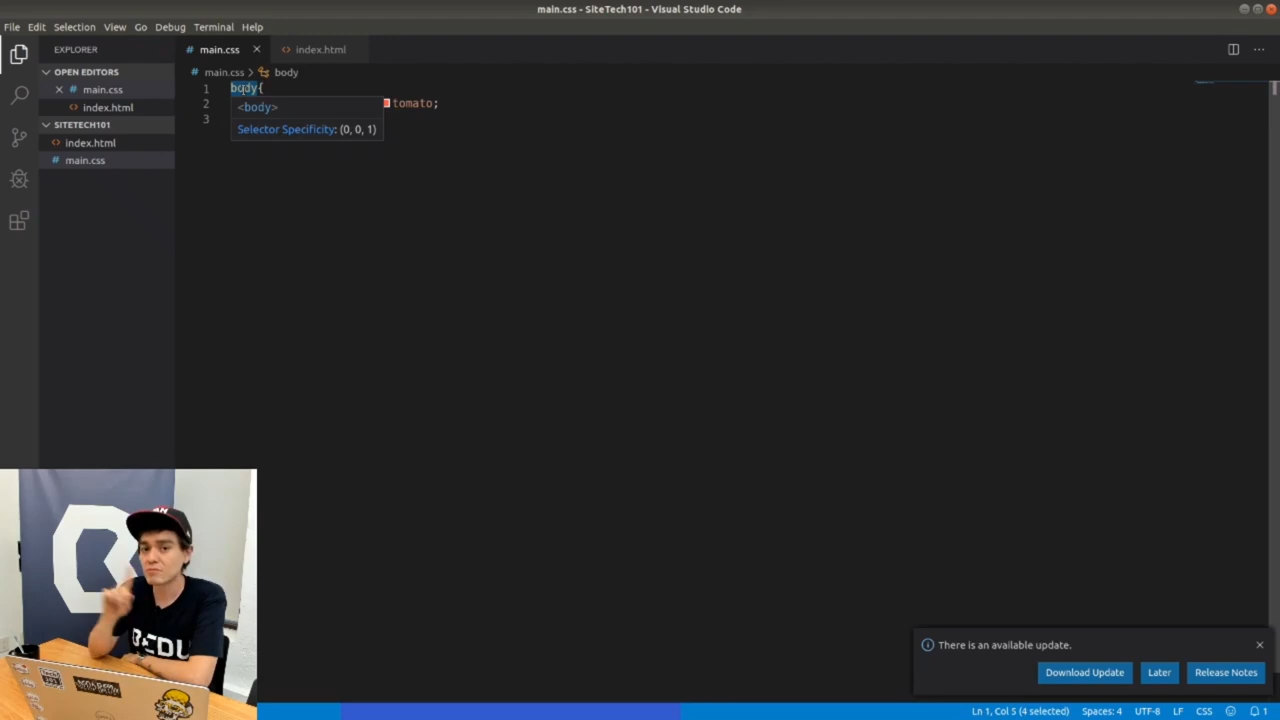 main.css - SiteTech101 - Visual Studio Code
File Edit Selection View Go Debug Terminal Help
EXPLORER
# main.css
<> index.html
OPEN EDITORS
# main.css > body
main.css
1 body{
<body>
index.html
2 tomato;
SITETECH101
3
Selector Specificity: (0, 0, 1)
<> index.html
# main.css
There is an available update.
Download Update Later Release Notes
BEDU
Ln 1, Col 5 (4 selected) Spaces: 4 UTF-8 LF CSS 1